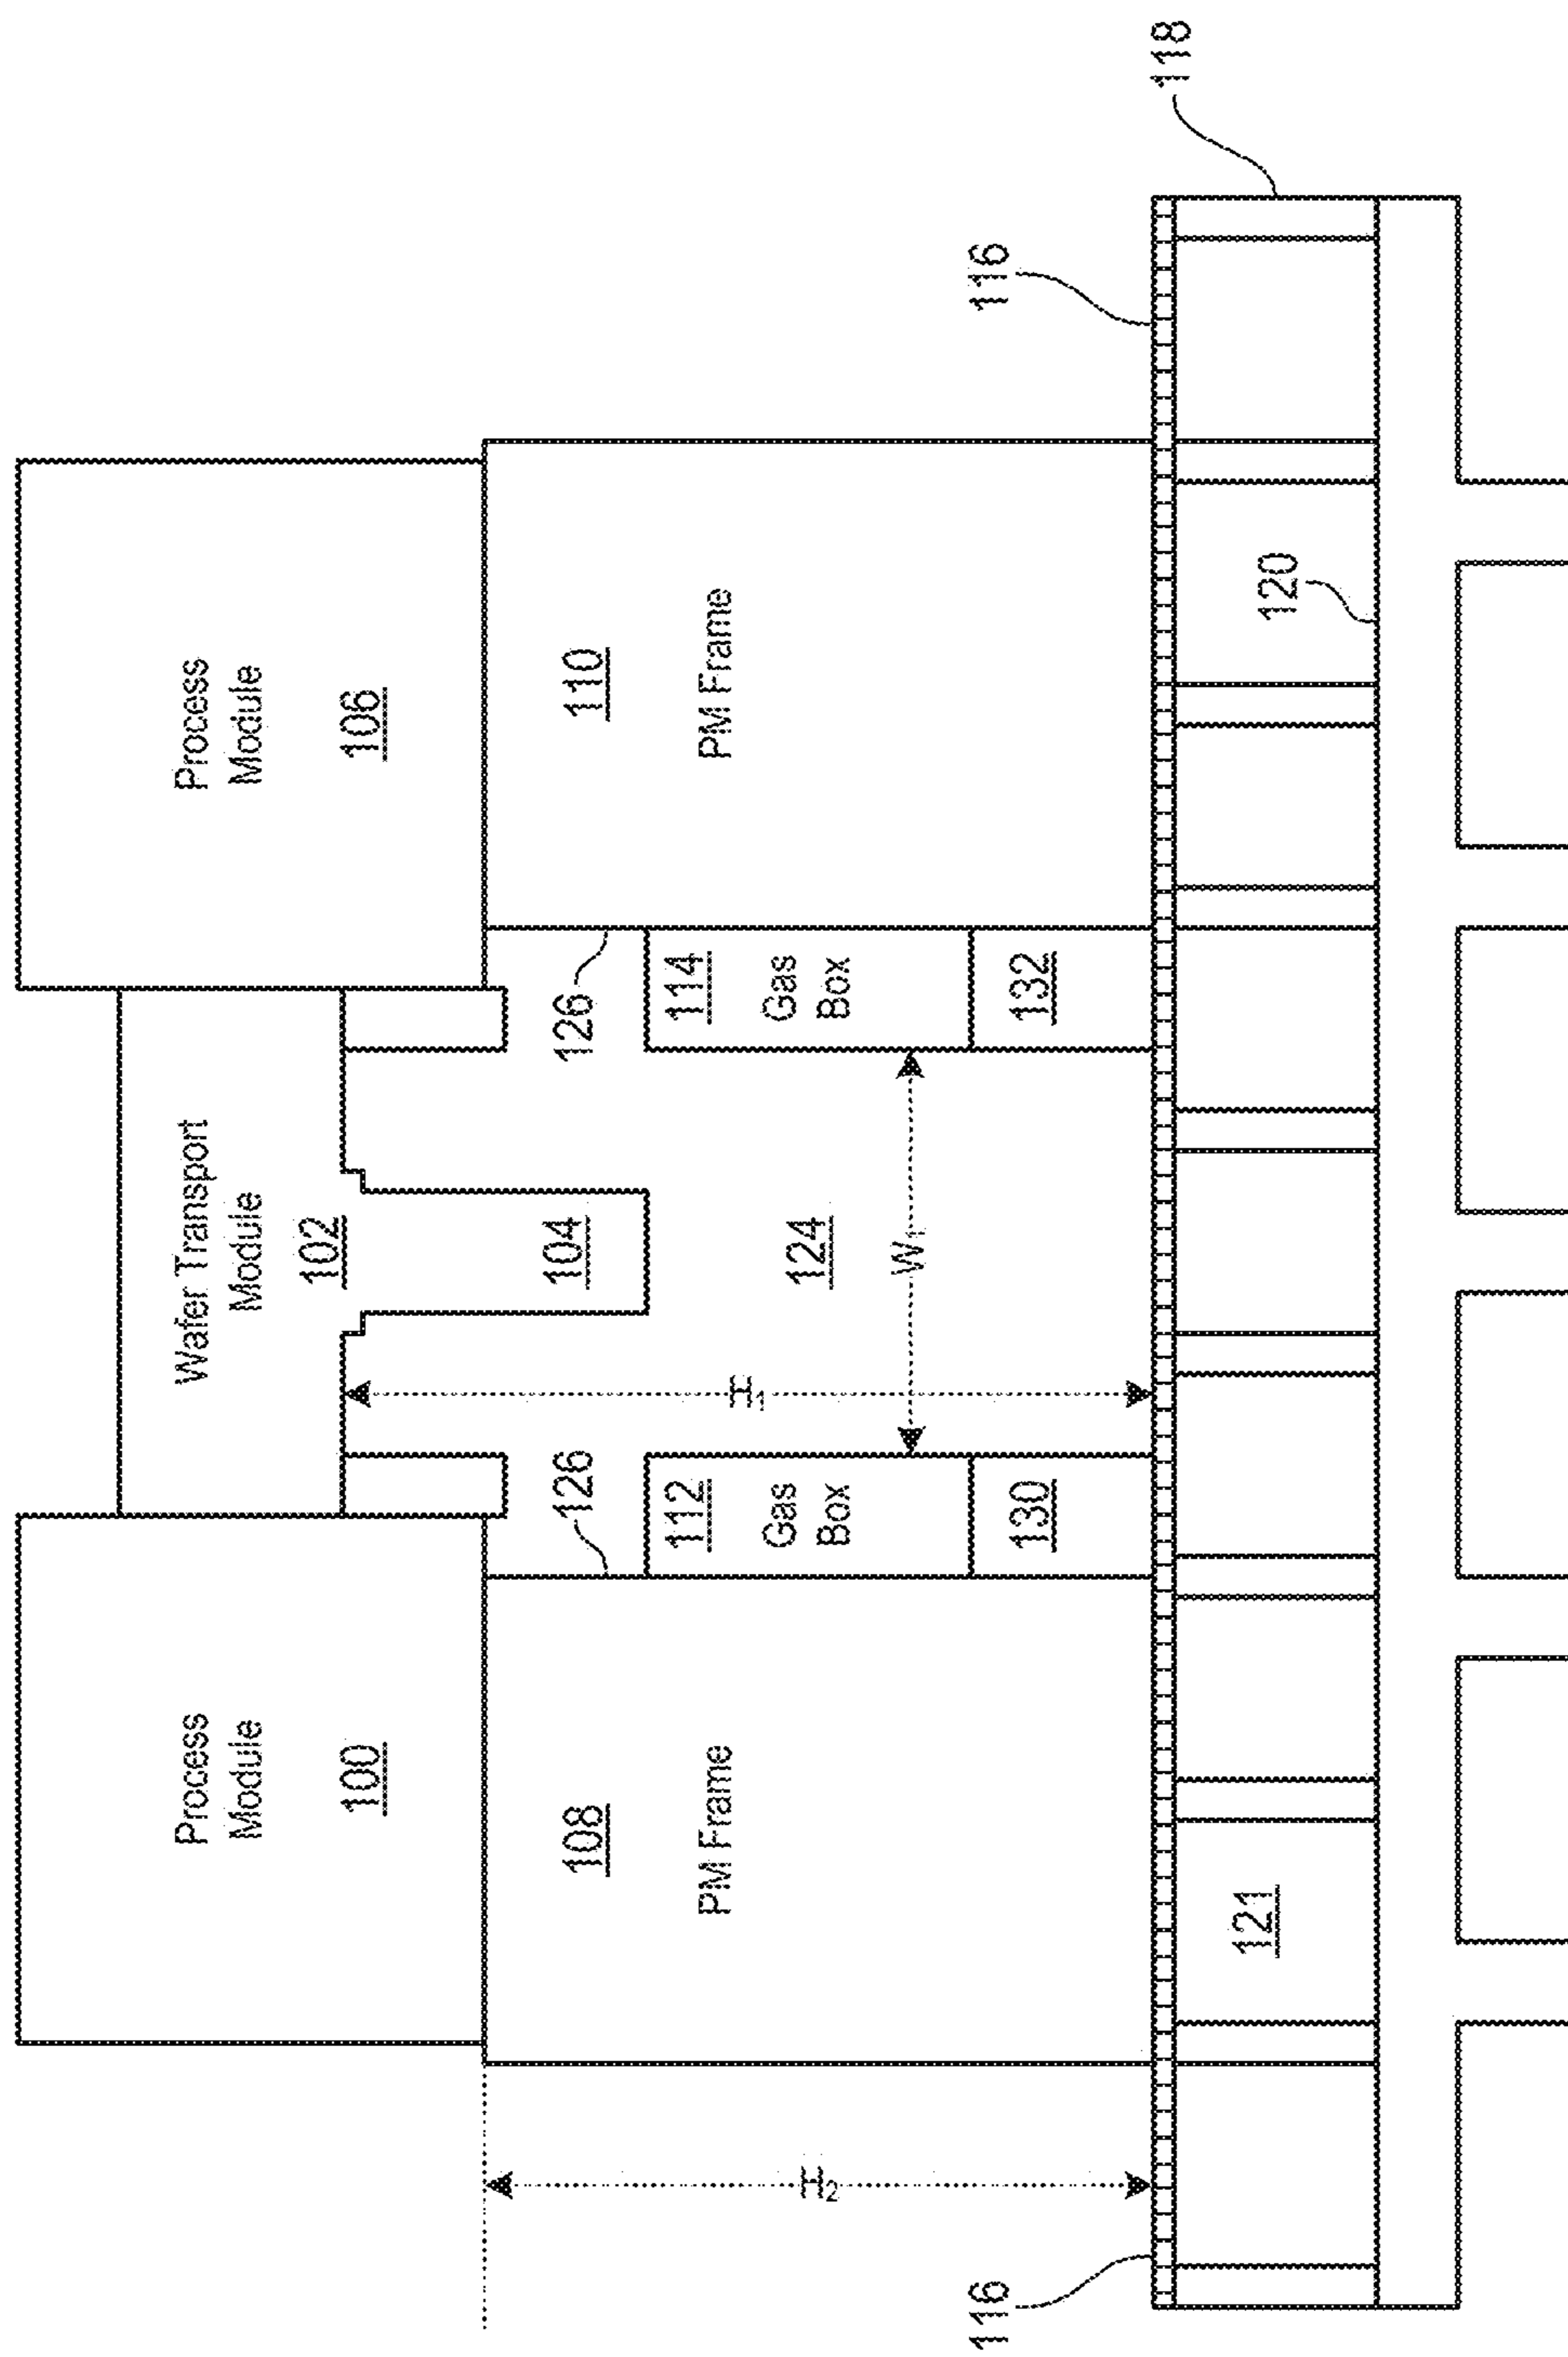 Process
Module
100
Wafer Transport
Module
102
Process
Module
106
104
108
PM Frame
110
PM Frame
126
126
112
Gas
Box
114
Gas
Box
124
H₁
W₁
H₂
130
132
116
116
118
121
120